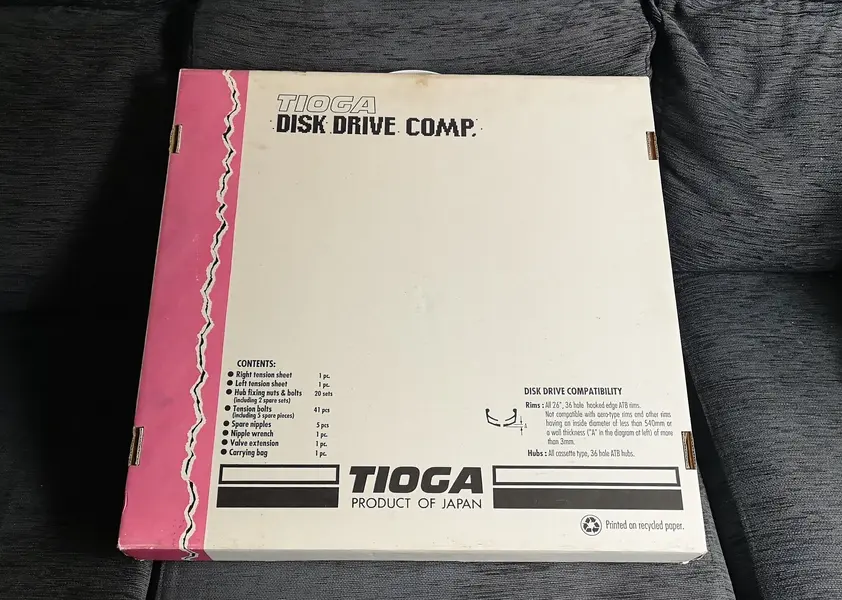 TIOGA
DISK DRIVE COMP.
CONTENTS:
● Right tension sheet 1 pc.
● Left tension sheet 1 pc.
● Hub fixing nuts & bolts 20 sets
(including 2 spare sets)
● Tension bolts 41 pcs
(including 5 spare pieces)
● Spare nipples 5 pcs
● Nipple wrench 1 pc.
● Valve extension 1 pc.
● Carrying bag 1 pc.
DISK DRIVE COMPATIBILITY
Rims : All 26", 36 hole hooked edge ATB rims.
Not compatible with aero-type rims and other rims
having an inside diameter of less than 540mm or
a wall thickness ("A" in the diagram at left) of more
than 3mm.
A
Hubs : All cassette type, 36 hole ATB hubs.
TIOGA
PRODUCT OF JAPAN
Printed on recycled paper.